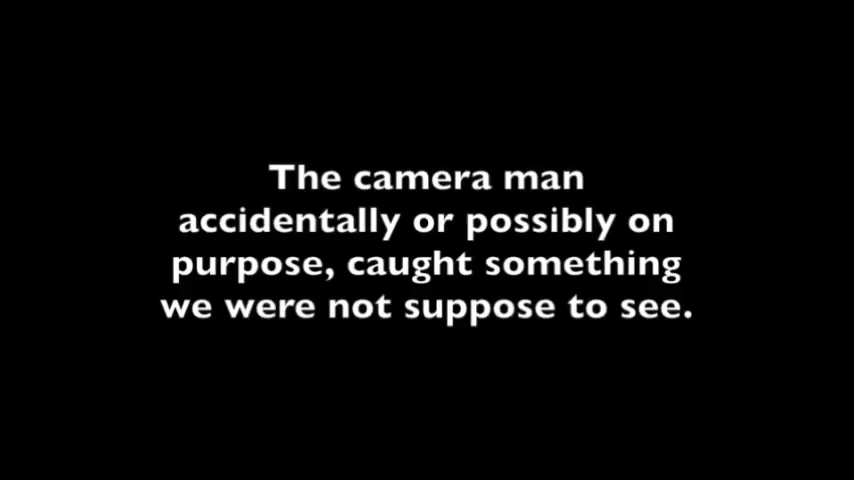 The camera man
accidentally or possibly on
purpose, caught something
we were not suppose to see.